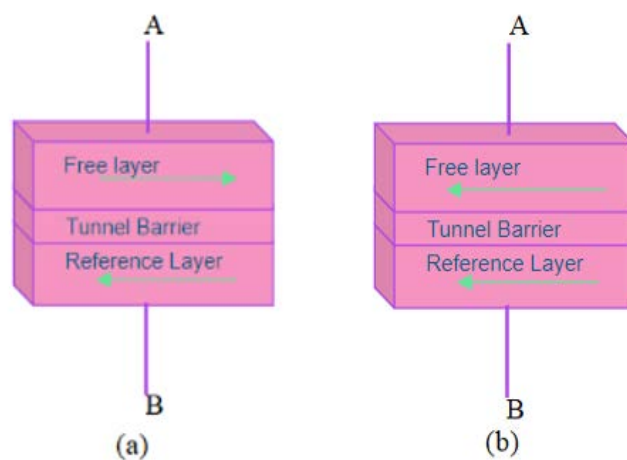 A
Free layer
Tunnel Barrier
Reference Layer
B
(a)
A
Free layer
Tunnel Barrier
Reference Layer
B
(b)